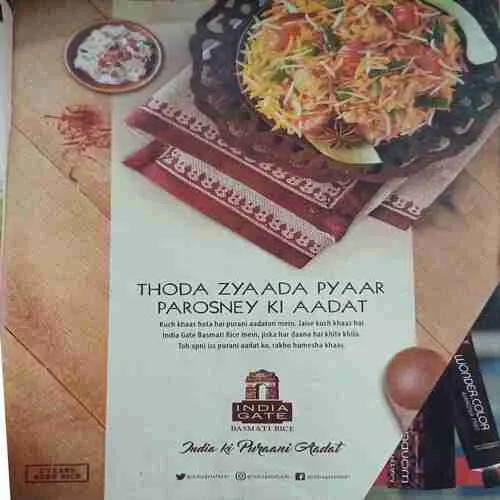 THODA ZYAADA PYAAR
PAROSNEY KI AADAT
Kuch khaas hota hai purani aadaton mein. Jaise kuch khaas hai
India Gate Basmati Rice mein, jiska har daana hai khila khila.
Toh apni iss purani aadat ko, rakho hamesha khaas.
INDIA
GATE
BASMATI RICE
India ki Puraani Aadat
WONDER COLOR